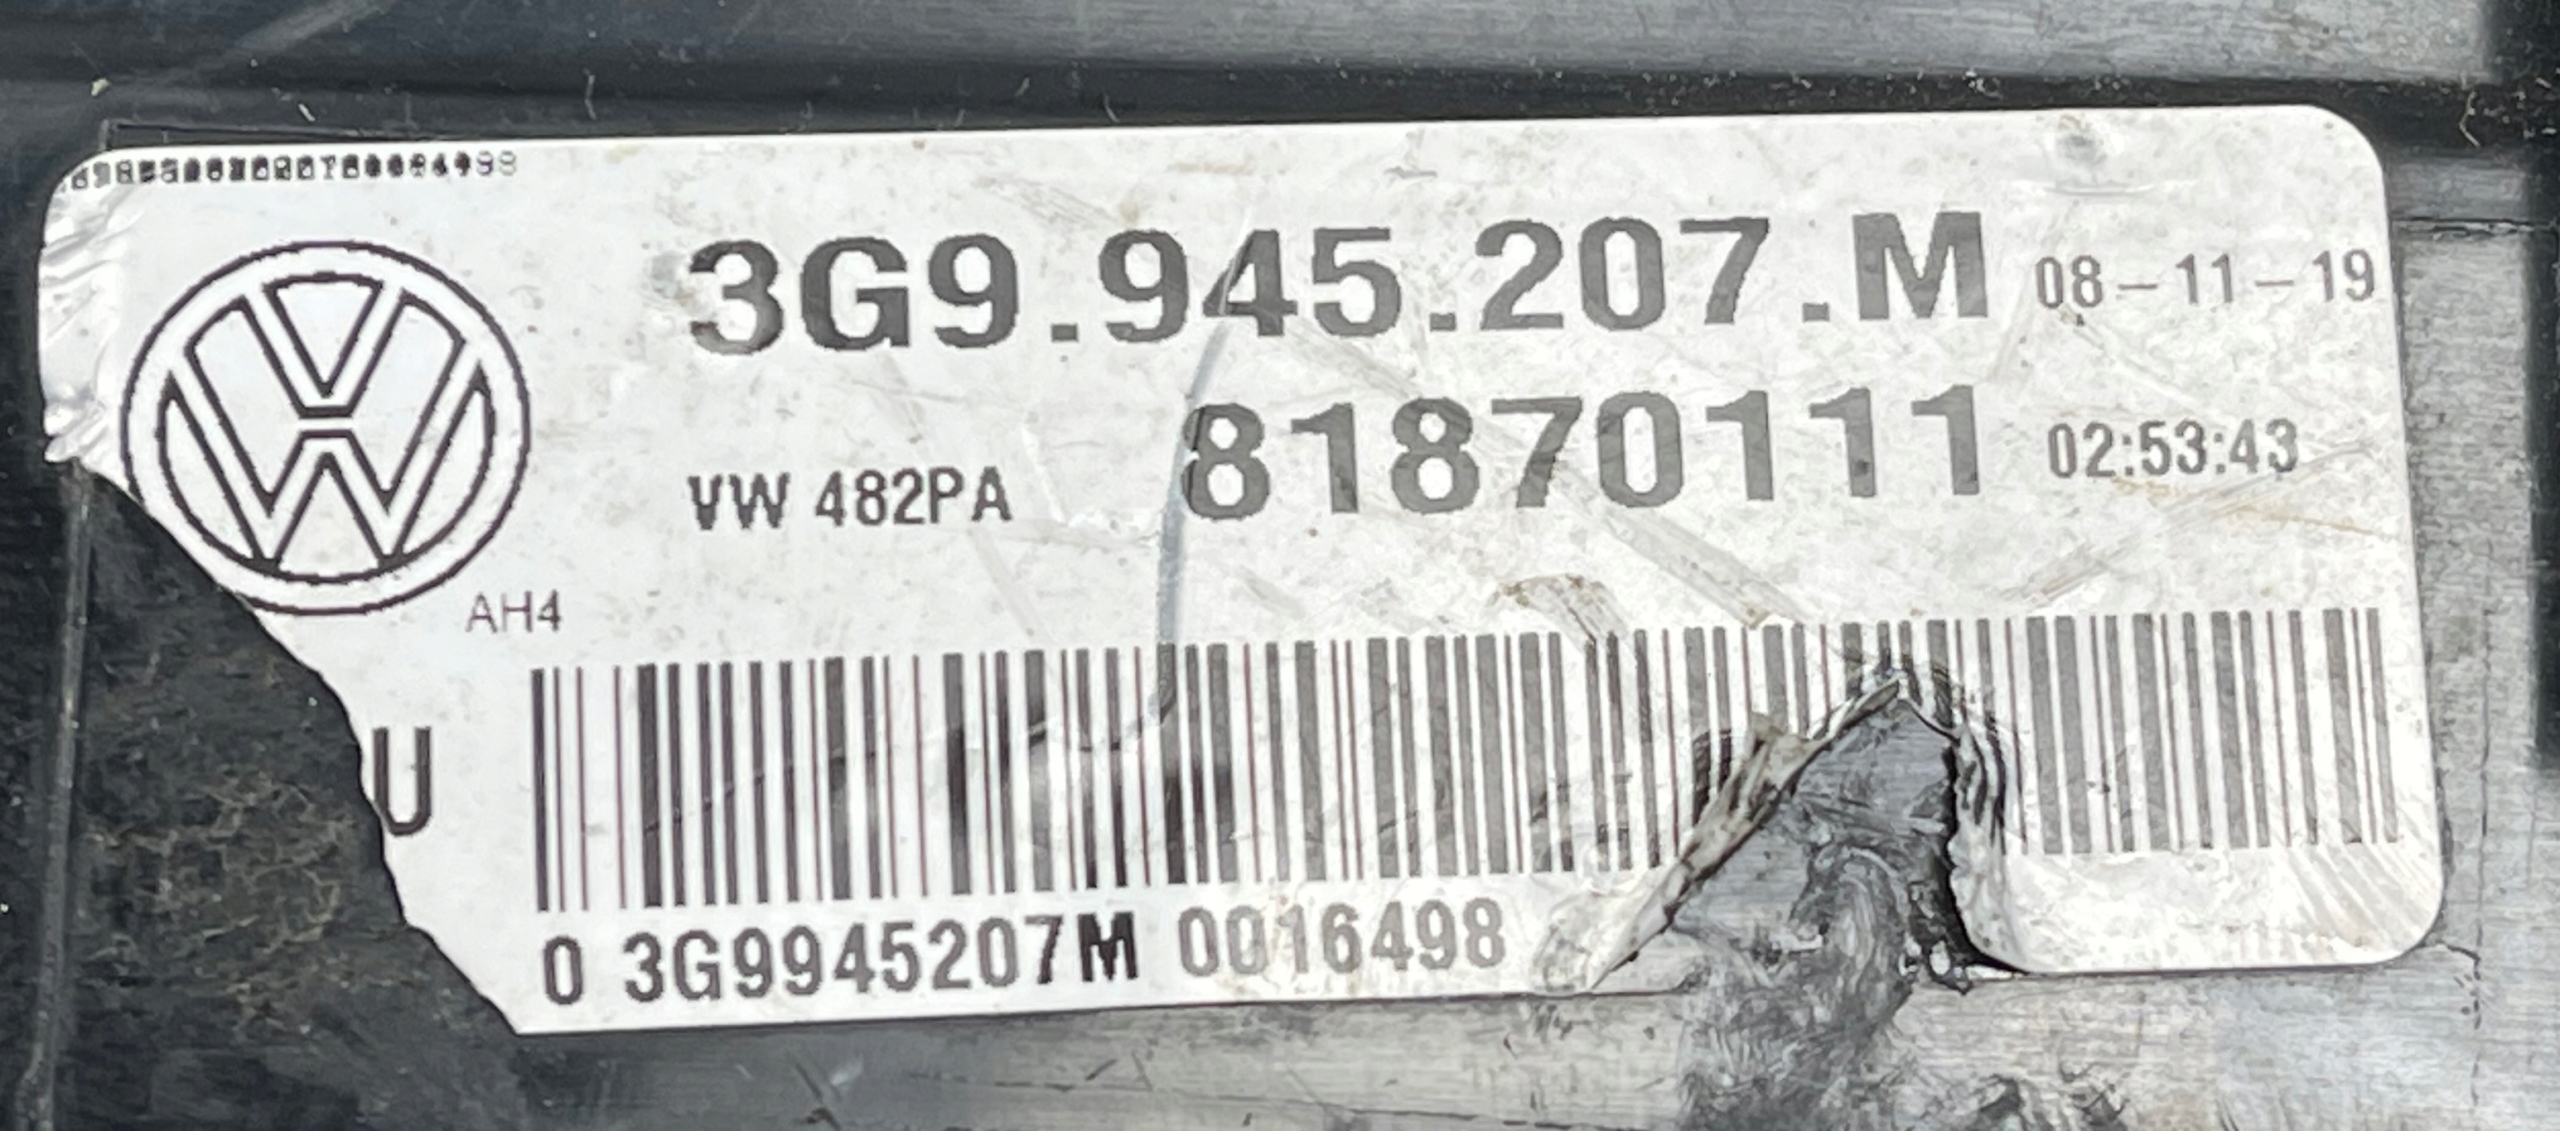 3G9.945.207.M 08-11-19
VW 482PA 81870111 02:53:43
AH4
U
0 3G9945207M 0016498